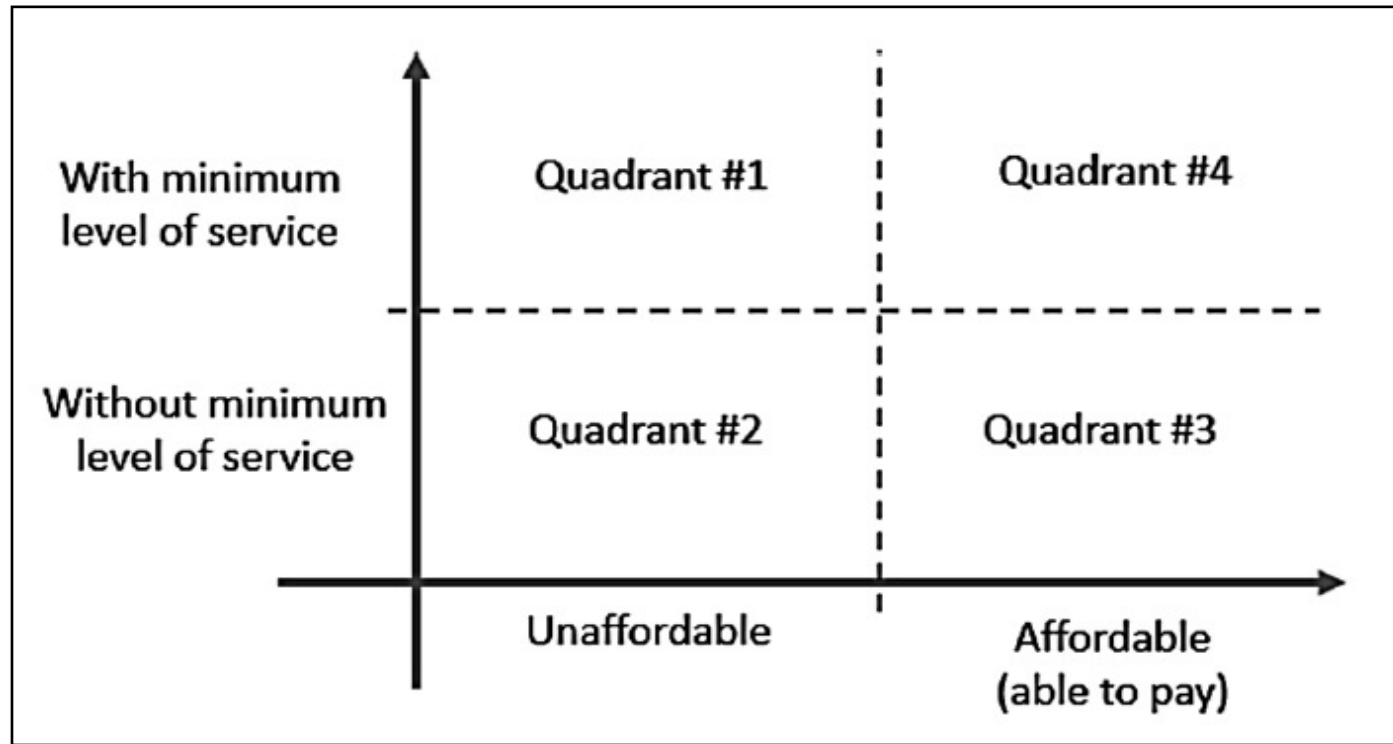 With minimum
level of service
Quadrant #1
Quadrant #4
Without minimum
level of service
Quadrant #2
Quadrant #3
Unaffordable
Affordable
(able to pay)